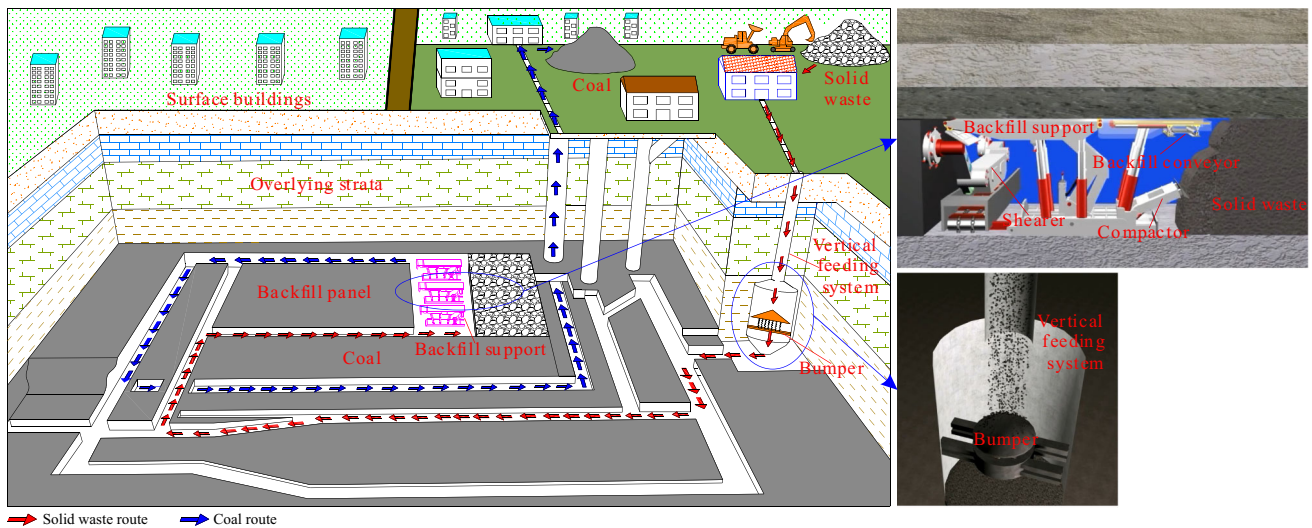 Surface buildings
Coal
Solid
waste
Overlying strata
Vertical
feeding
system
Backfill panel
Coal
Backfill support
Bumper
Solid waste route
Coal route
Backfill support
Backfill conveyor
Shearer
Compactor
Solid waste
Vertical
feeding
system
Bumper